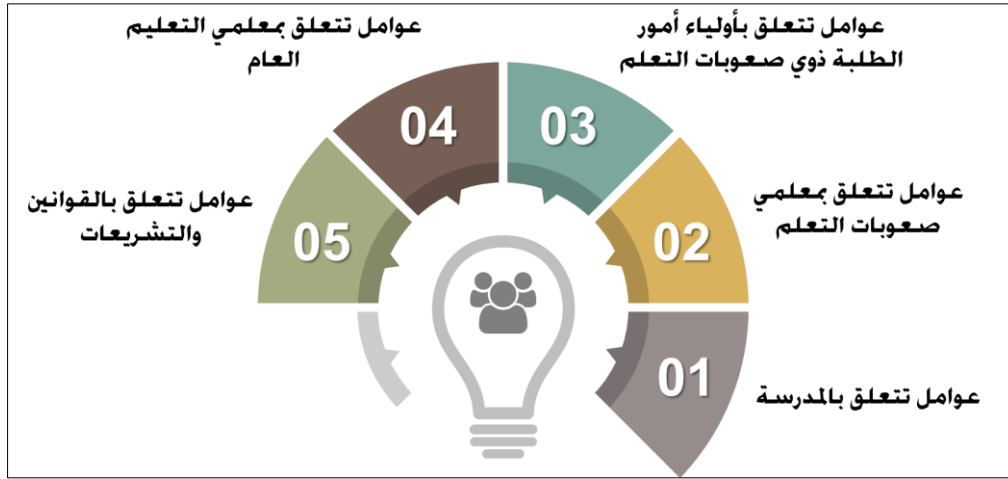 01
عوامل تتعلق بالمدرسة
02
عوامل تتعلق بمعلمي
صعوبات التعلم
03
عوامل تتعلق بأولياء أمور
الطلبة ذوي صعوبات التعلم
04
عوامل تتعلق بمعلمي التعليم
العام
05
عوامل تتعلق بالقوانين
والتشريعات